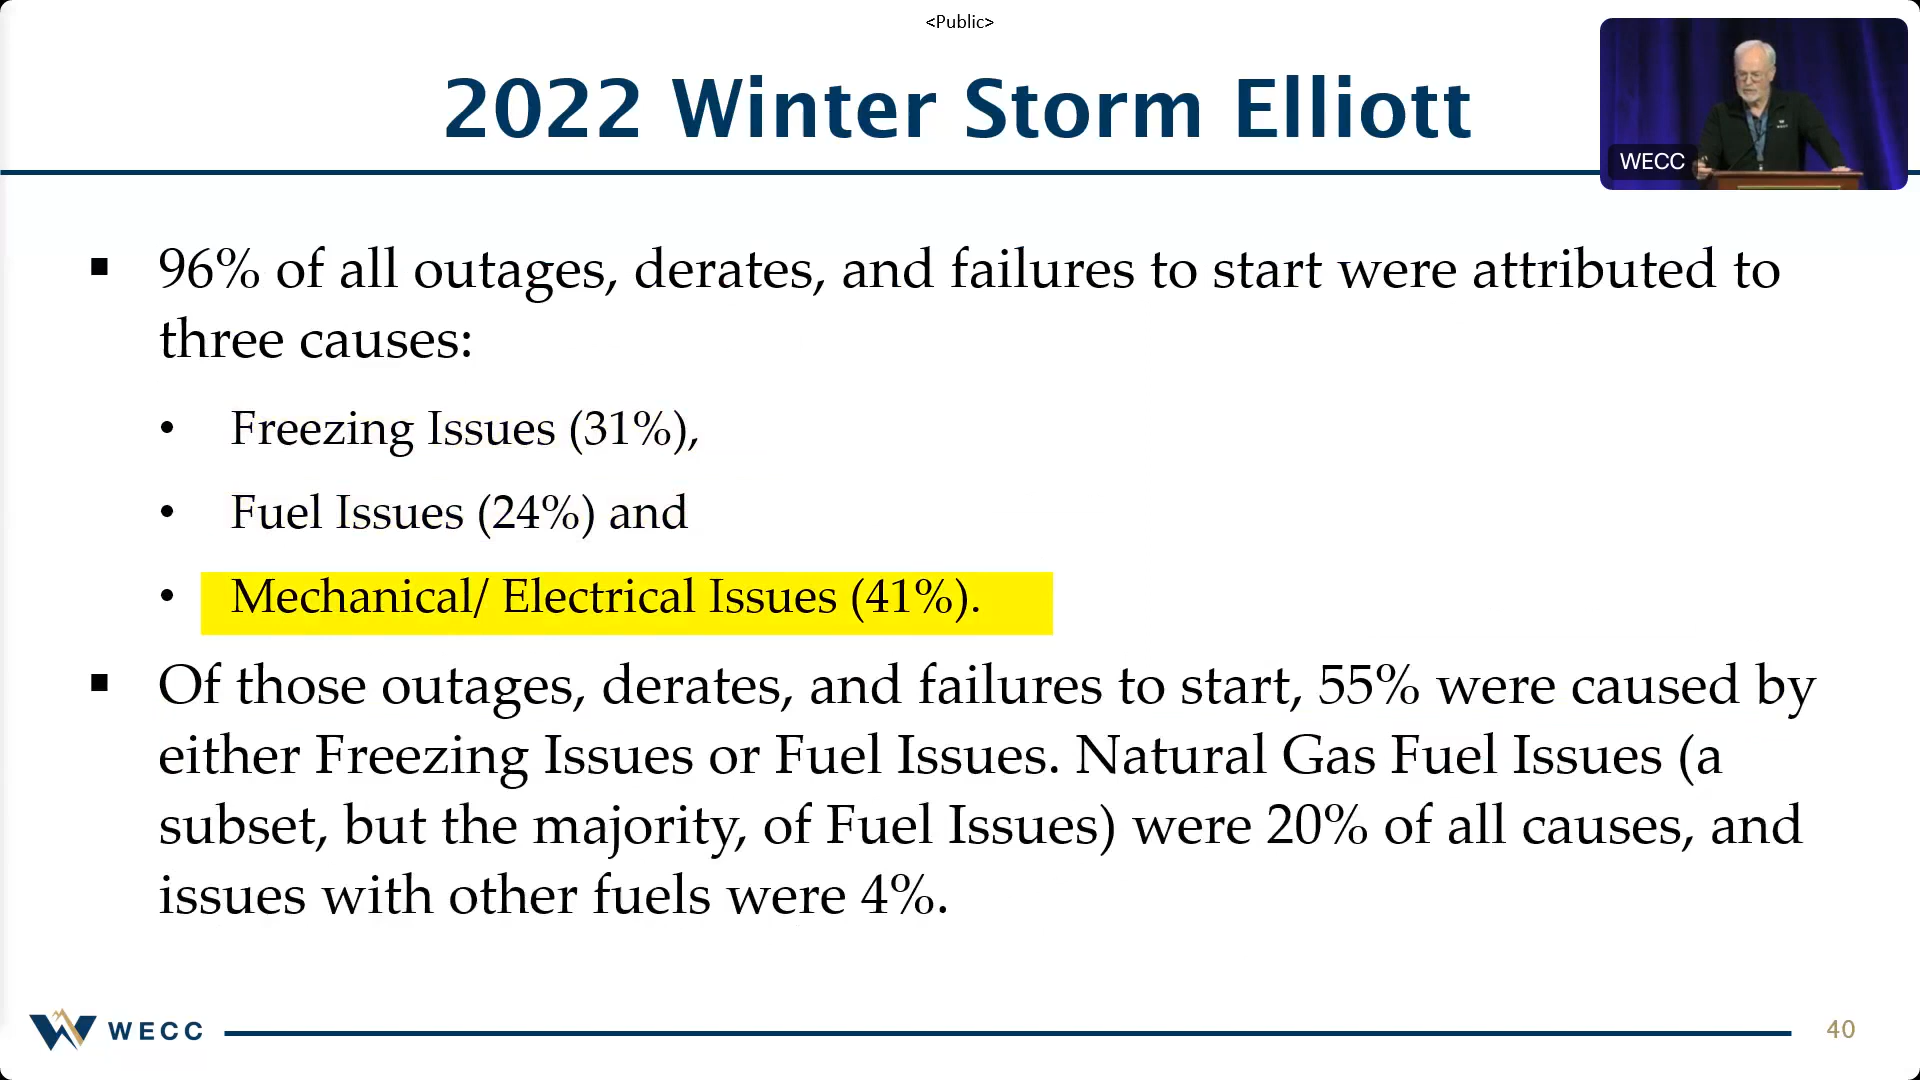 <Public>
2022 Winter Storm Elliott
WECC
▪ 96% of all outages, derates, and failures to start were attributed to
three causes:
• Freezing Issues (31%),
• Fuel Issues (24%) and
• Mechanical/ Electrical Issues (41%).
▪ Of those outages, derates, and failures to start, 55% were caused by
either Freezing Issues or Fuel Issues. Natural Gas Fuel Issues (a
subset, but the majority, of Fuel Issues) were 20% of all causes, and
issues with other fuels were 4%.
WECC
40